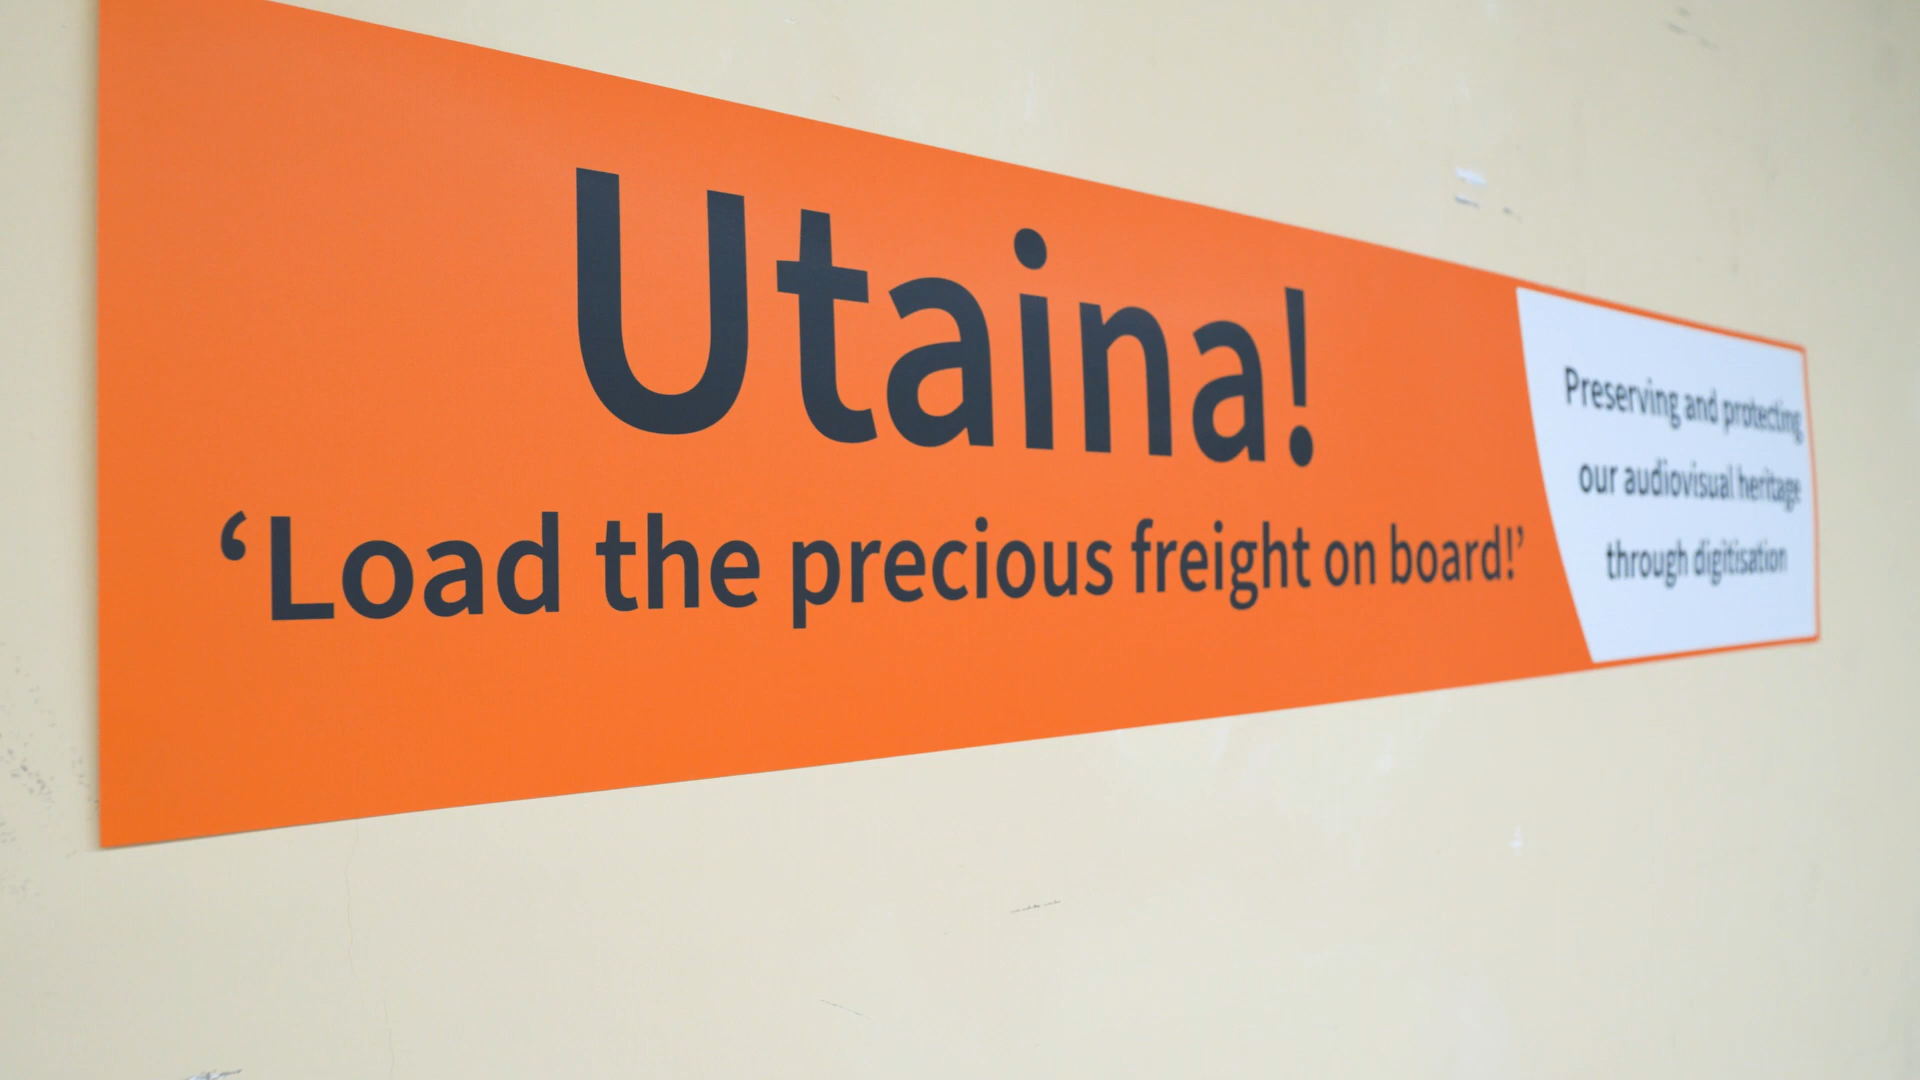 Utaina!
‘Load the precious freight on board!’
Preserving and protecting
our audiovisual heritage
through digitisation